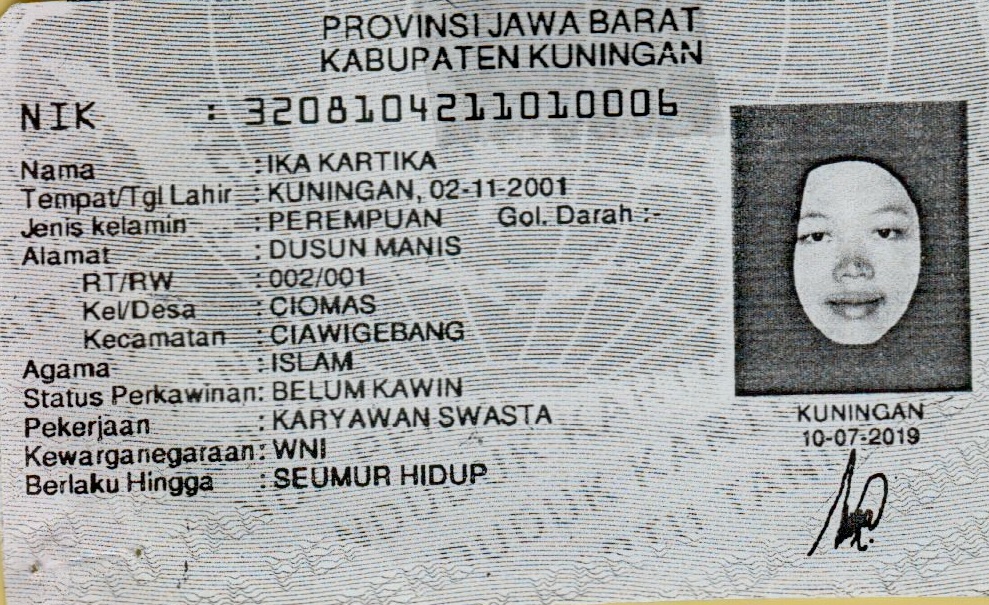 PROVINSI JAWA BARAT
KABUPATEN KUNINGAN
NIK : 3208104211010006
Nama : IKA KARTIKA
Tempat/Tgl Lahir : KUNINGAN, 02-11-2001
Jenis kelamin : PEREMPUAN Gol. Darah :-
Alamat : DUSUN MANIS
RT/RW : 002/001
Kel/Desa : CIOMAS
Kecamatan : CIAWIGEBANG
Agama : ISLAM
Status Perkawinan: BELUM KAWIN
Pekerjaan : KARYAWAN SWASTA
Kewarganegaraan: WNI
Berlaku Hingga : SEUMUR HIDUP
KUNINGAN
10-07-2019